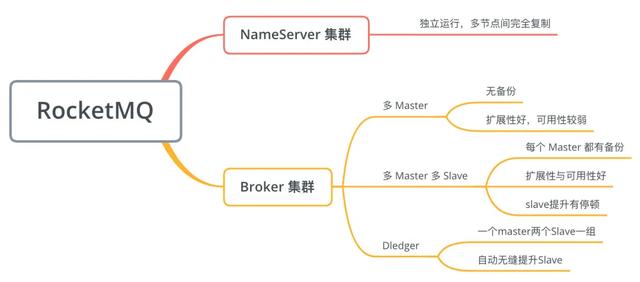 RocketMQ
NameServer 集群
独立运行，多节点间完全复制
Broker 集群
多 Master
无备份
扩展性好，可用性较弱
多 Master 多 Slave
每个 Master 都有备份
扩展性与可用性好
slave提升有停顿
Dledger
一个master两个Slave一组
自动无缝提升Slave